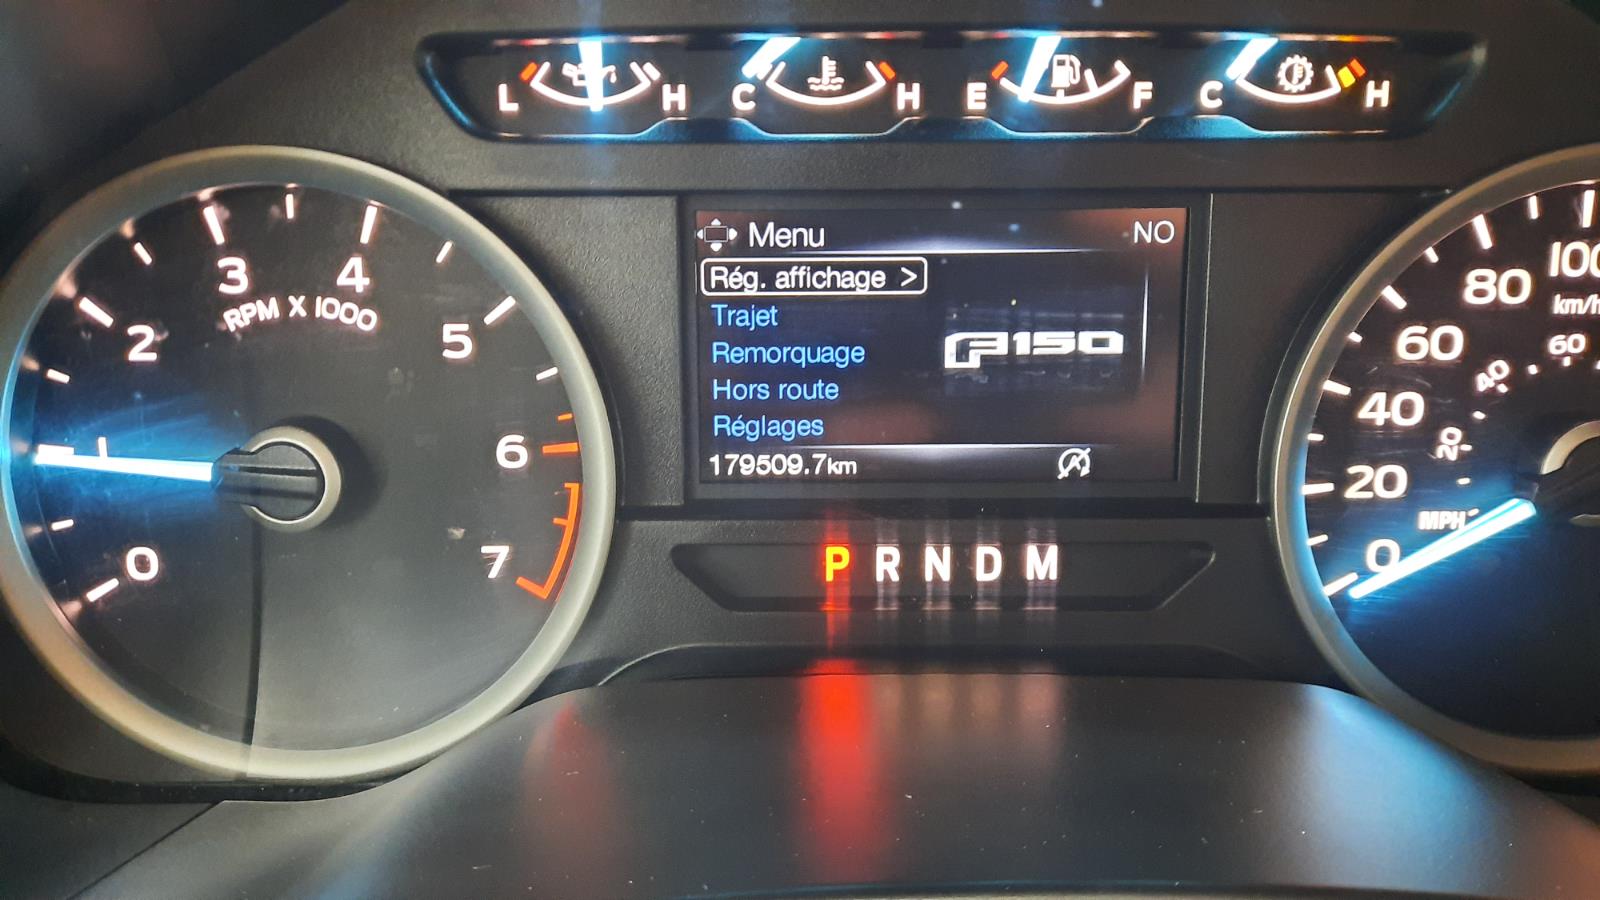 L H C H E F C H
Menu NO
Rég. affichage >
Trajet
Remorquage
Hors route
Réglages
179509.7km
F150
P R N D M
0 1 2 3 4 5 6 7
RPM X 1000
0 20 40 60 80 100
km/h
20 40 60
MPH